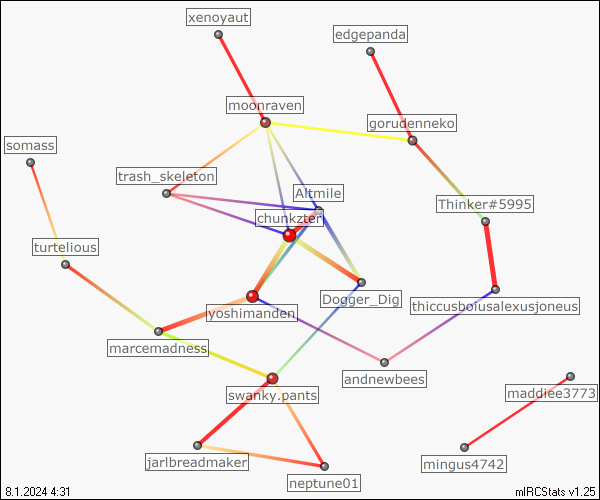 xenoyaut
edgepanda
moonraven
gorudenneko
somass
trash_skeleton
Altmile
Thinker#5995
chunkzter
turtelious
Dogger_Dig
thiccusboiusalexusjoneus
yoshimanden
marcemadness
andnewbees
maddiee3773
swanky.pants
jarlbreadmaker
mingus4742
neptune01
8.1.2024 4:31
mIRCStats v1.25